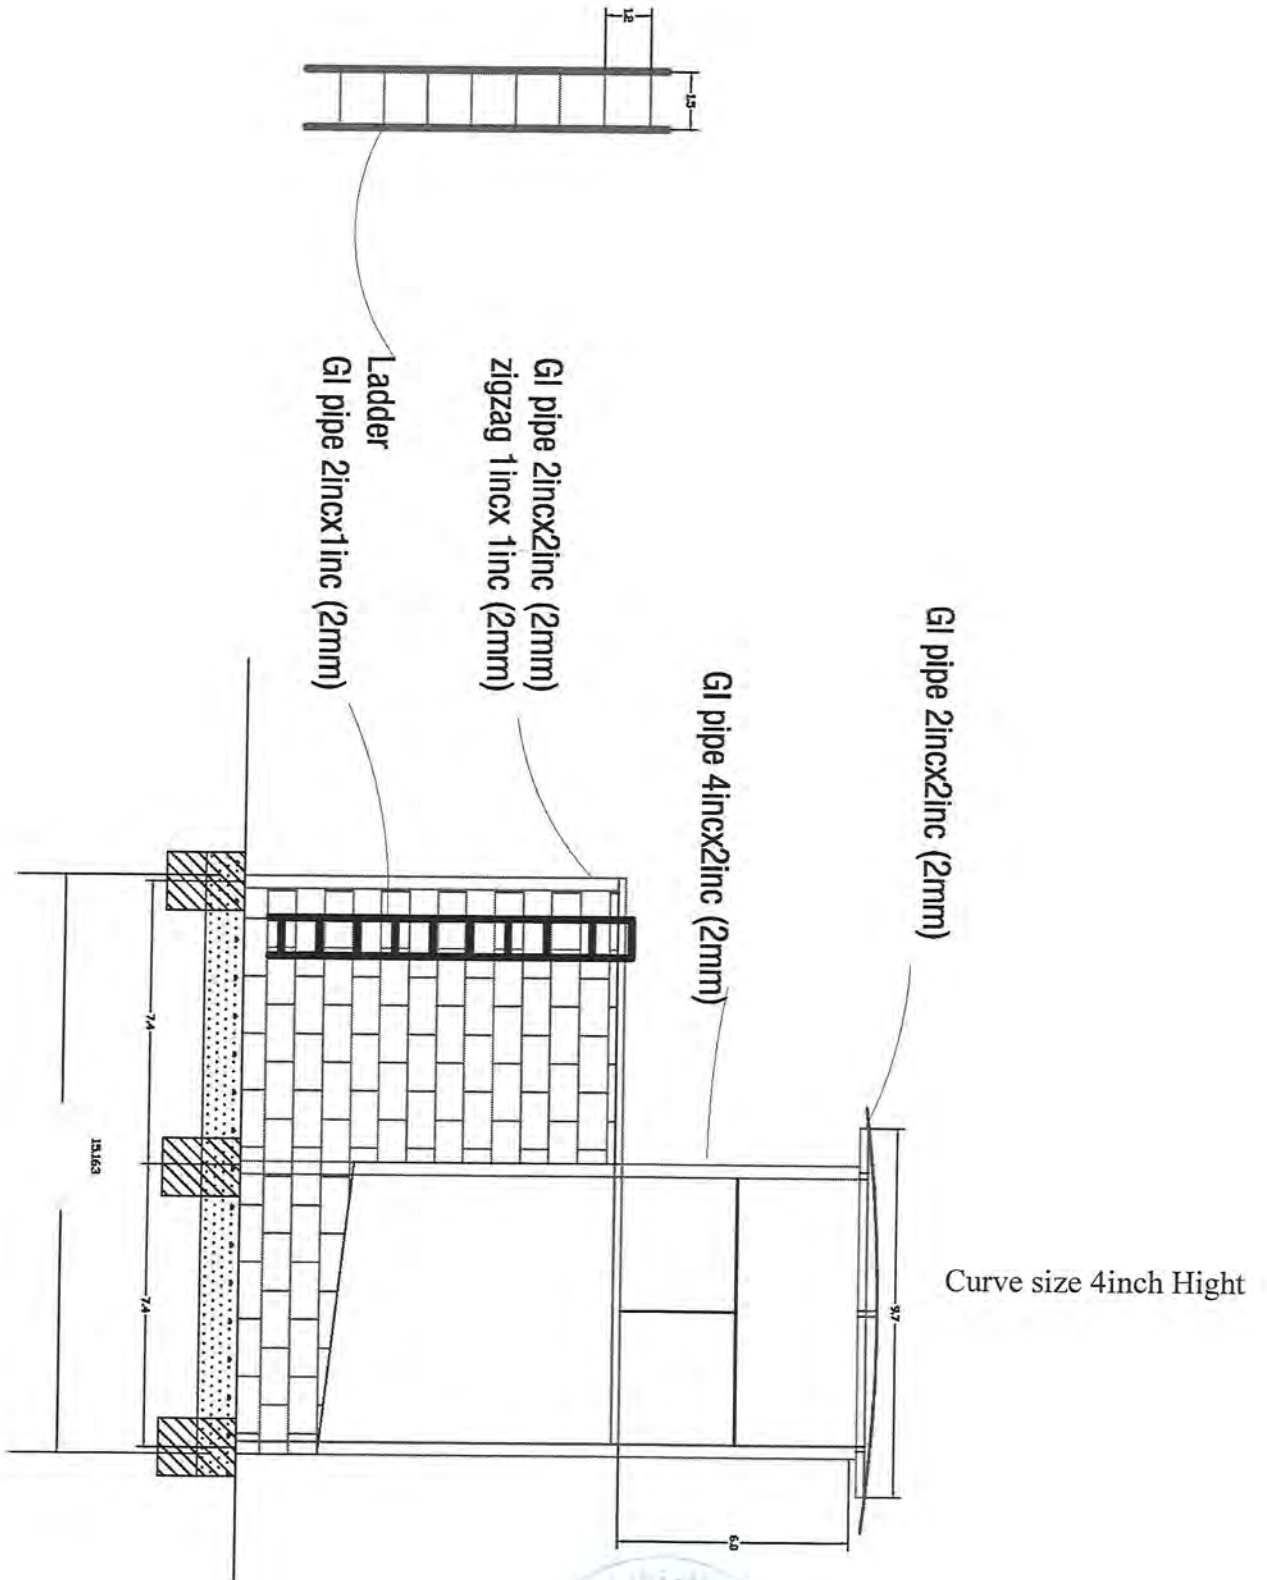 1.2
1.5
GI pipe 2incx2inc (2mm)
GI pipe 4incx2inc (2mm)
GI pipe 2incx2inc (2mm)
zigzag 1incx 1inc (2mm)
Ladder
GI pipe 2incx1inc (2mm)
Curve size 4inch Hight
9.7
6.0
7.4
7.4
15.163